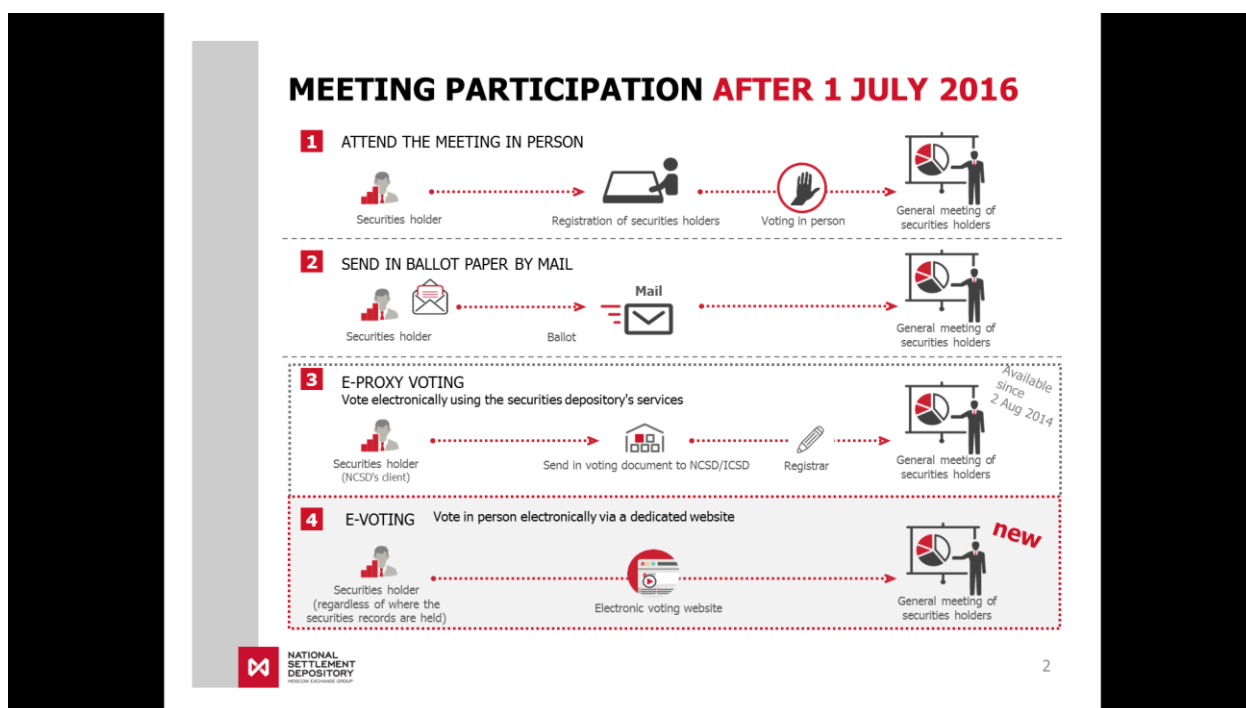 MEETING PARTICIPATION AFTER 1 JULY 2016
1 ATTEND THE MEETING IN PERSON
Securities holder
Registration of securities holders
Voting in person
General meeting of
securities holders
2 SEND IN BALLOT PAPER BY MAIL
Securities holder
Ballot
Mail
General meeting of
securities holders
3 E-PROXY VOTING
Vote electronically using the securities depository's services
Available
since
2 Aug 2014
Securities holder
(NCSD's client)
Send in voting document to NCSD/ICSD
Registrar
General meeting of
securities holders
4 E-VOTING Vote in person electronically via a dedicated website
new
Securities holder
(regardless of where the
securities records are held)
Electronic voting website
General meeting of
securities holders
NATIONAL
SETTLEMENT
DEPOSITORY
MOSCOW EXCHANGE GROUP
2